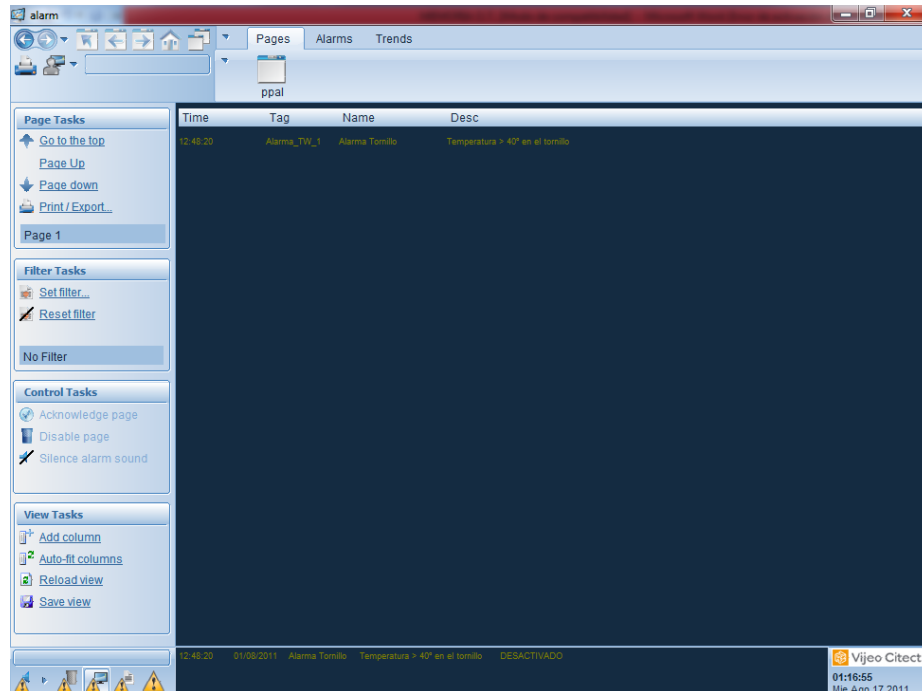 alarm
Pages Alarms Trends
ppal
Page Tasks
Go to the top
Page Up
Page down
Print / Export...
Page 1
Filter Tasks
Set filter...
Reset filter
No Filter
Control Tasks
Acknowledge page
Disable page
Silence alarm sound
View Tasks
Add column
Auto-fit columns
Reload view
Save view
Time Tag Name Desc
12:48:20 Alarma_TW_1 Alarma Tornillo Temperatura > 40º en el tornillo
12:48:20 01/08/2011 Alarma Tornillo Temperatura > 40º en el tornillo DESACTIVADO
Vijeo Citect
01:16:55
Mie Ago 17 2011